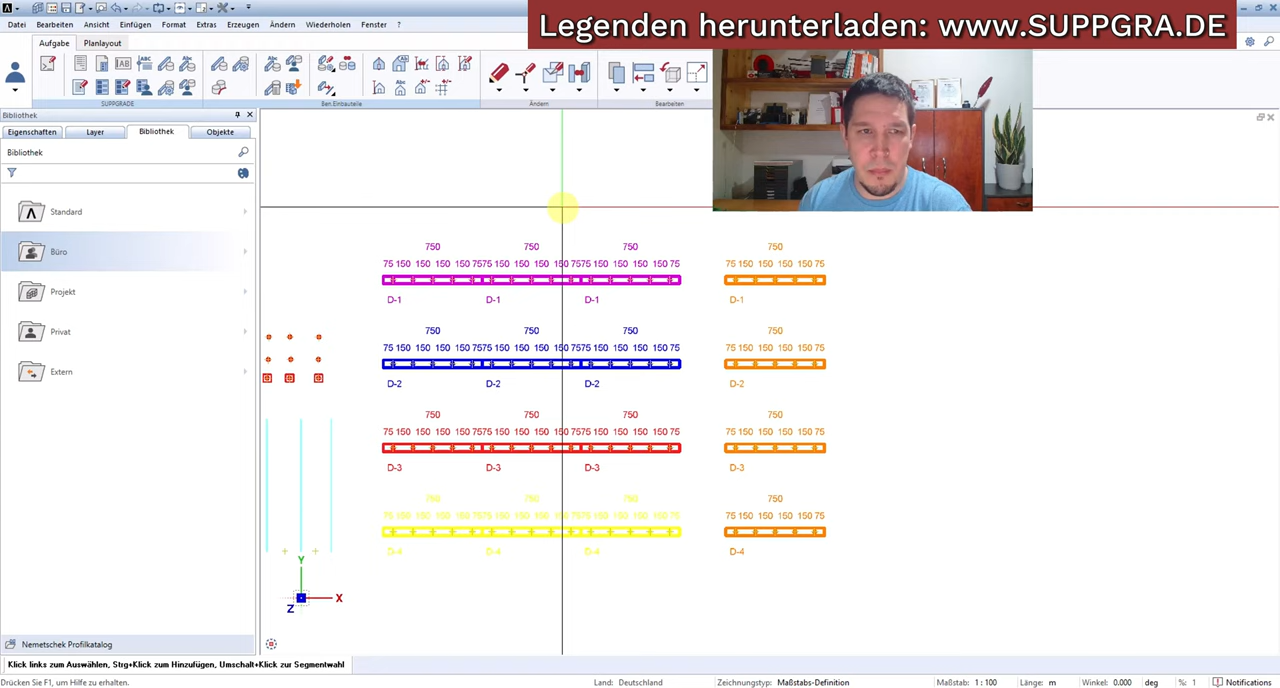 Legenden herunterladen: www.SUPPGRA.DE
Datei Bearbeiten Ansicht Einfügen Format Extras Erzeugen Ändern Wiederholen Fenster ?
Aufgabe Planlayout
SUPPGRADE Ben.Einbauteile Ändern Bearbeiten
Bibliothek
Eigenschaften Layer Bibliothek Objekte
Bibliothek
Standard
Büro
Projekt
Privat
Extern
750 750 750 750
75 150 150 150 150 7575 150 150 150 150 7575 150 150 150 150 75 75 150 150 150 150 75
D-1 D-1 D-1 D-1
750 750 750 750
75 150 150 150 150 7575 150 150 150 150 7575 150 150 150 150 75 75 150 150 150 150 75
D-2 D-2 D-2 D-2
750 750 750 750
75 150 150 150 150 7575 150 150 150 150 7575 150 150 150 150 75 75 150 150 150 150 75
D-3 D-3 D-3 D-3
750 750 750 750
75 150 150 150 150 7575 150 150 150 150 7575 150 150 150 150 75 75 150 150 150 150 75
D-4 D-4 D-4 D-4
Y
X
Z
Nemetschek Profilkatalog
Klick links zum Auswählen, Strg+Klick zum Hinzufügen, Umschalt+Klick zur Segmentwahl
Drücken Sie F1, um Hilfe zu erhalten. Land: Deutschland Zeichnungstyp: Maßstabs-Definition Maßstab: 1 : 100 Länge: m Winkel: 0.000 deg %: 1 Notifications